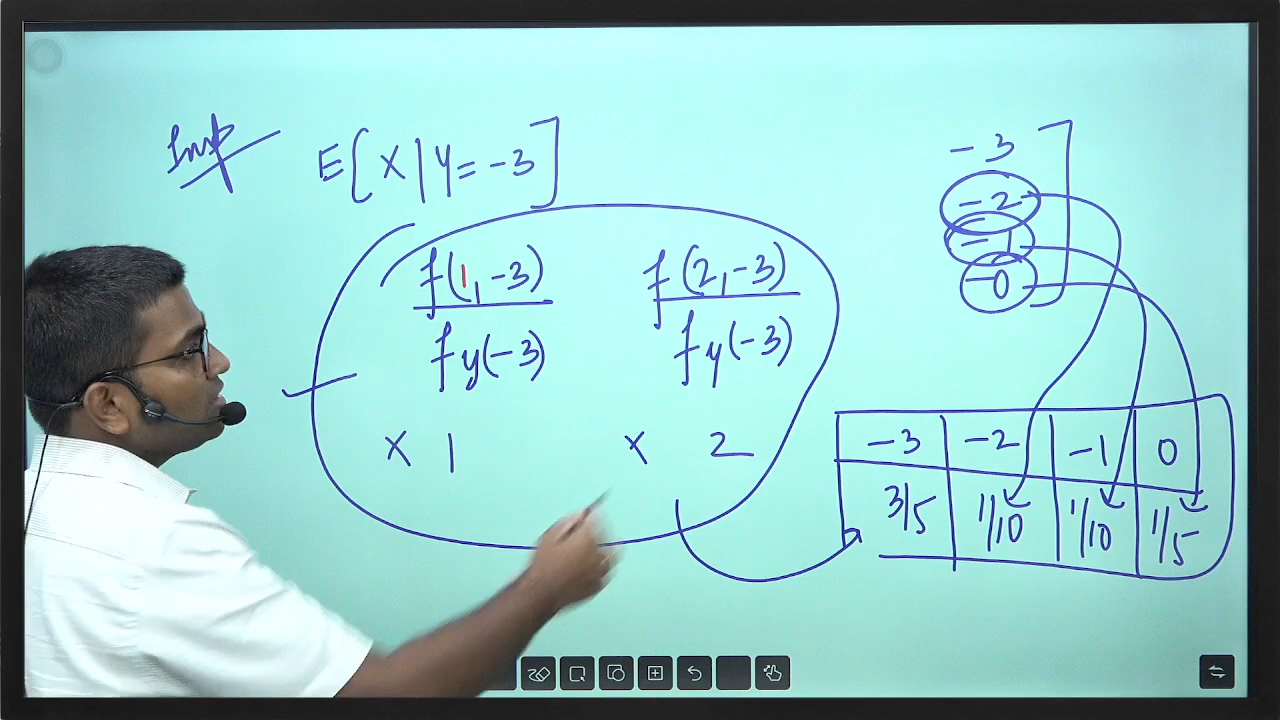 Imp E[X|Y=-3]
f(1,-3) f(2,-3)
fy(-3) fy(-3)
x 1 x 2
-3
-2
-1
-0
-3 -2 -1 0
3/5 1/10 1/10 1/5